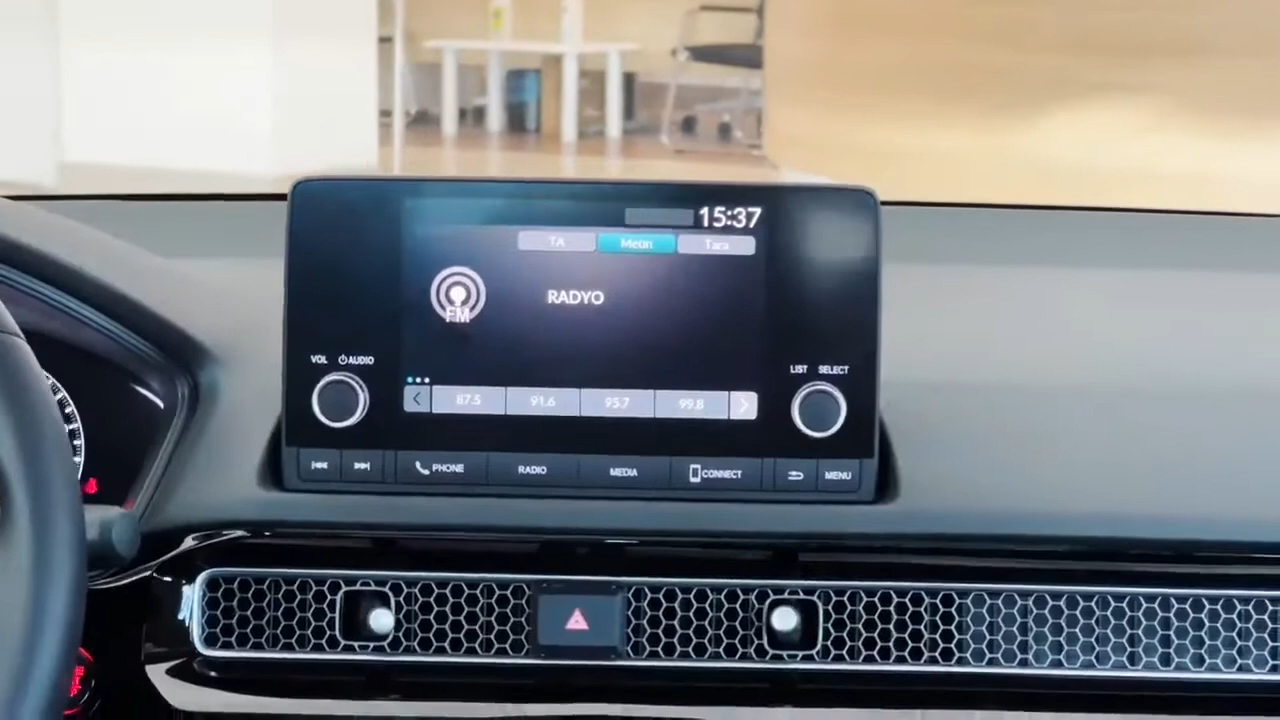 15:37
TA Metin Tara
FM RADYO
VOL AUDIO
LIST SELECT
87.5 91.6 95.7 99.8
PHONE RADIO MEDIA CONNECT MENU